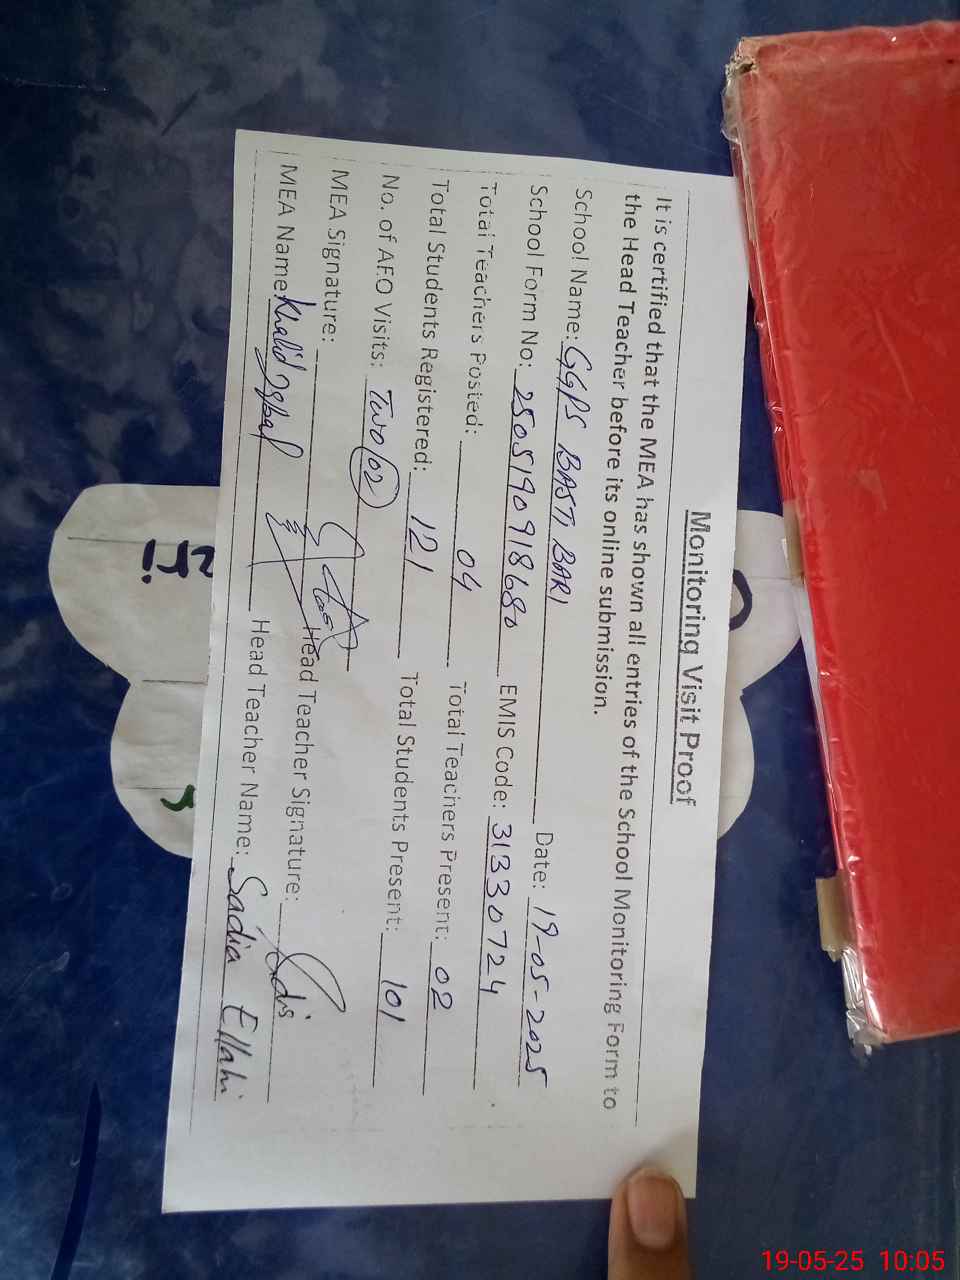 Monitoring Visit Proof
It is certified that the MEA has shown all entries of the School Monitoring Form to
the Head Teacher before its online submission.
School Name: GGPS BASTI BARI Date: 19-05-2025
School Form No: 2505190918680 EMIS Code: 31330724
Total Teachers Posted: 04 Total Teachers Present: 02
Total Students Registered: 121 Total Students Present: 101
No. of AEO Visits: Two 02
MEA Signature: Head Teacher Signature:
MEA Name: Khalid Iqbal Head Teacher Name: Sadia Ellahi
19-05-25 10:05